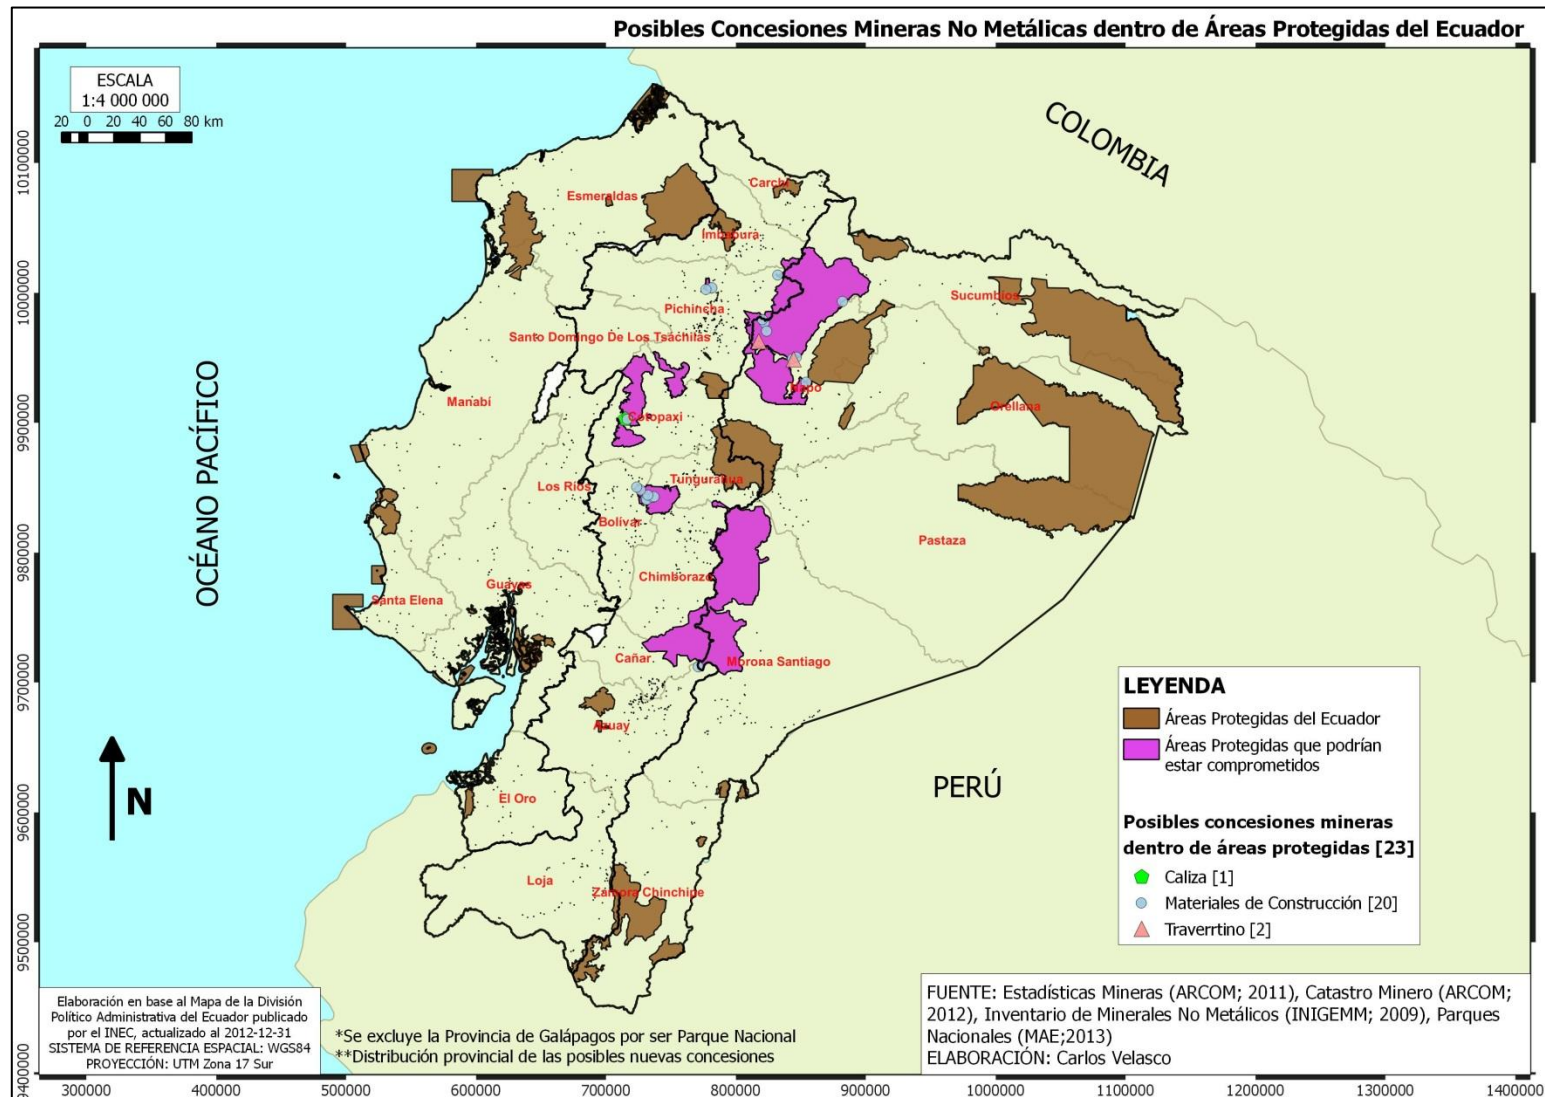 Posibles Concesiones Mineras No Metálicas dentro de Áreas Protegidas del Ecuador
ESCALA
1:4 000 000
20 0 20 40 60 80 km
COLOMBIA
OCÉANO PACÍFICO
PERÚ
N
Esmeraldas
Carchi
Imbabura
Pichincha
Sucumbíos
Santo Domingo De Los Tsáchilas
Manabí
Napo
Orellana
Cotopaxi
Los Ríos
Tungurahua
Bolívar
Pastaza
Chimborazo
Guayas
Santa Elena
Cañar
Morona Santiago
Azuay
El Oro
Loja
Zamora Chinchipe
LEYENDA
Áreas Protegidas del Ecuador
Áreas Protegidas que podrían
estar comprometidos
Posibles concesiones mineras
dentro de áreas protegidas [23]
Caliza [1]
Materiales de Construcción [20]
Traverrtino [2]
Elaboración en base al Mapa de la División
Político Administrativa del Ecuador publicado
por el INEC, actualizado al 2012-12-31
SISTEMA DE REFERENCIA ESPACIAL: WGS84
PROYECCIÓN: UTM Zona 17 Sur
*Se excluye la Provincia de Galápagos por ser Parque Nacional
**Distribución provincial de las posibles nuevas concesiones
FUENTE: Estadísticas Mineras (ARCOM; 2011), Catastro Minero (ARCOM;
2012), Inventario de Minerales No Metálicos (INIGEMM; 2009), Parques
Nacionales (MAE;2013)
ELABORACIÓN: Carlos Velasco
10100000
10000000
9900000
9800000
9700000
9600000
9500000
300000 400000 500000 600000 700000 800000 900000 1000000 1100000 1200000 1300000 1400000